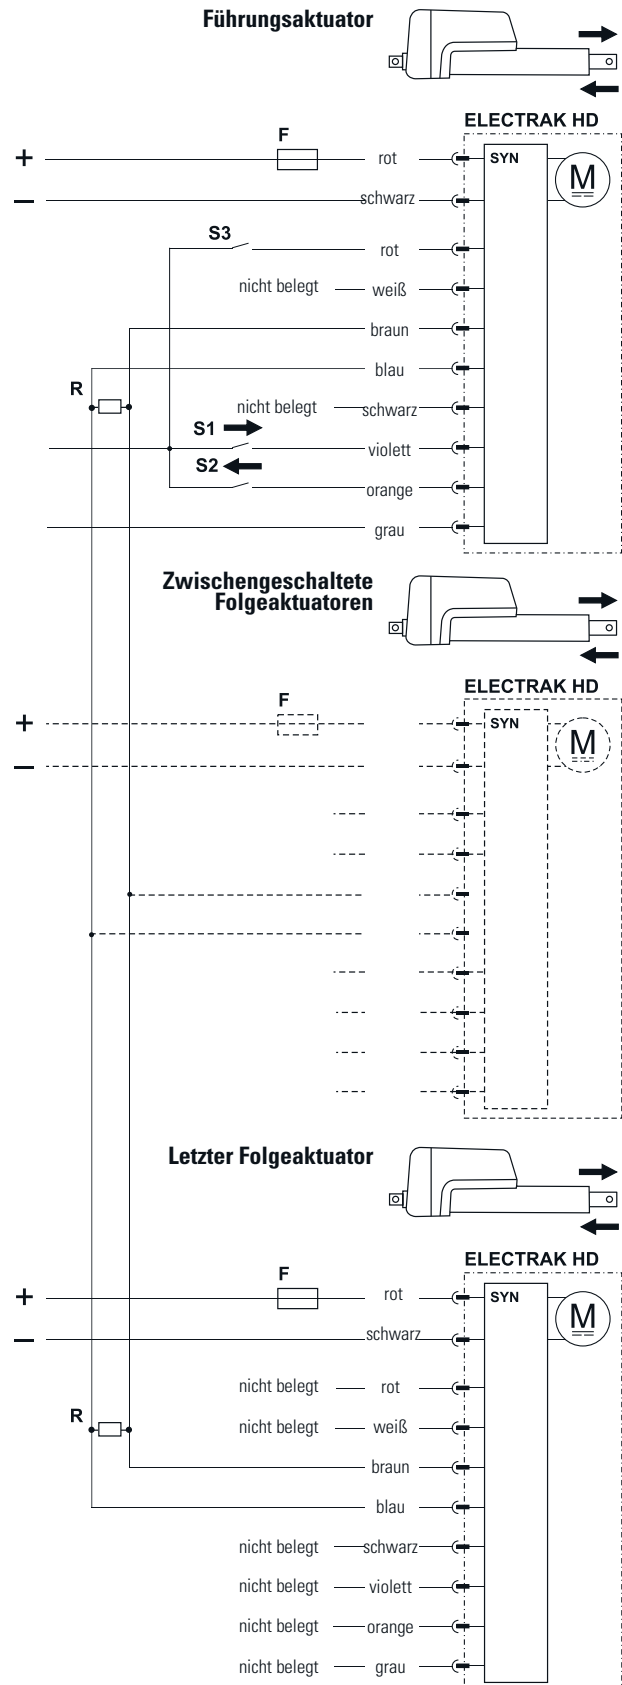 Führungsaktuator
ELECTRAK HD
+ F rot SYN M
– schwarz
S3 rot
nicht belegt weiß
braun
blau
R nicht belegt schwarz
S1 violett
S2 orange
grau
Zwischengeschaltete
Folgeaktuatoren
ELECTRAK HD
+ F SYN M
–
Letzter Folgeaktuator
ELECTRAK HD
+ F rot SYN M
– schwarz
nicht belegt rot
R nicht belegt weiß
braun
blau
nicht belegt schwarz
nicht belegt violett
nicht belegt orange
nicht belegt grau